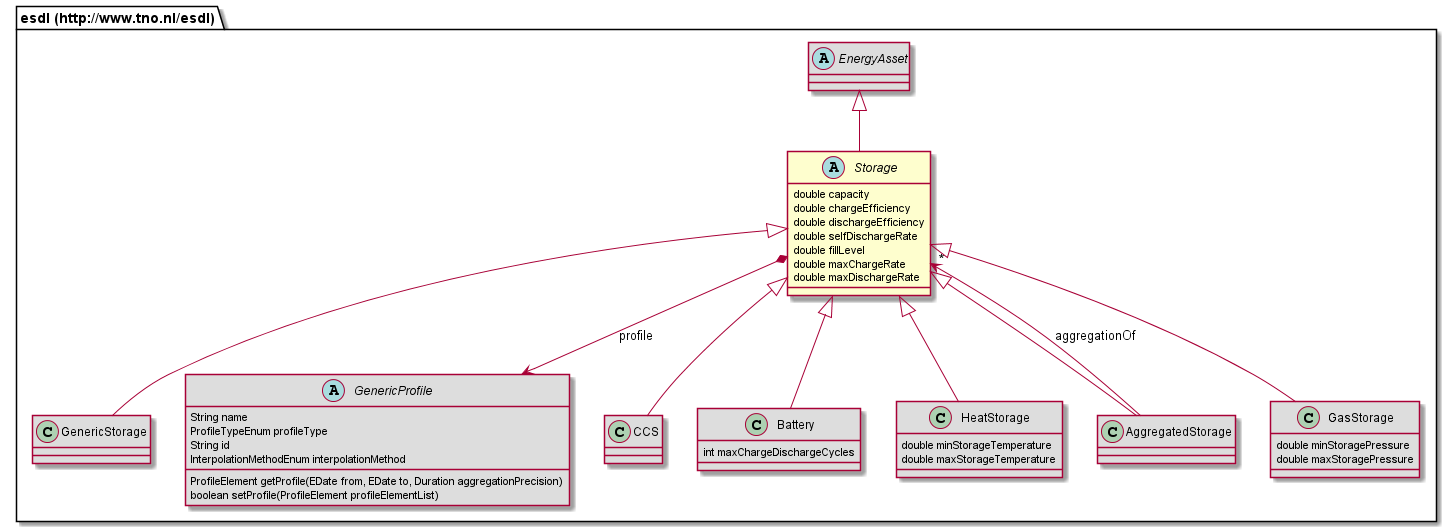 esdl (http://www.tno.nl/esdl)
A EnergyAsset
A Storage
double capacity
double chargeEfficiency
double dischargeEfficiency
double selfDischargeRate
double fillLevel
double maxChargeRate
double maxDischargeRate
*
profile
aggregationOf
C GenericStorage
A GenericProfile
String name
ProfileTypeEnum profileType
String id
InterpolationMethodEnum interpolationMethod
ProfileElement getProfile(EDate from, EDate to, Duration aggregationPrecision)
boolean setProfile(ProfileElement profileElementList)
C CCS
C Battery
int maxChargeDischargeCycles
C HeatStorage
double minStorageTemperature
double maxStorageTemperature
C AggregatedStorage
C GasStorage
double minStoragePressure
double maxStoragePressure